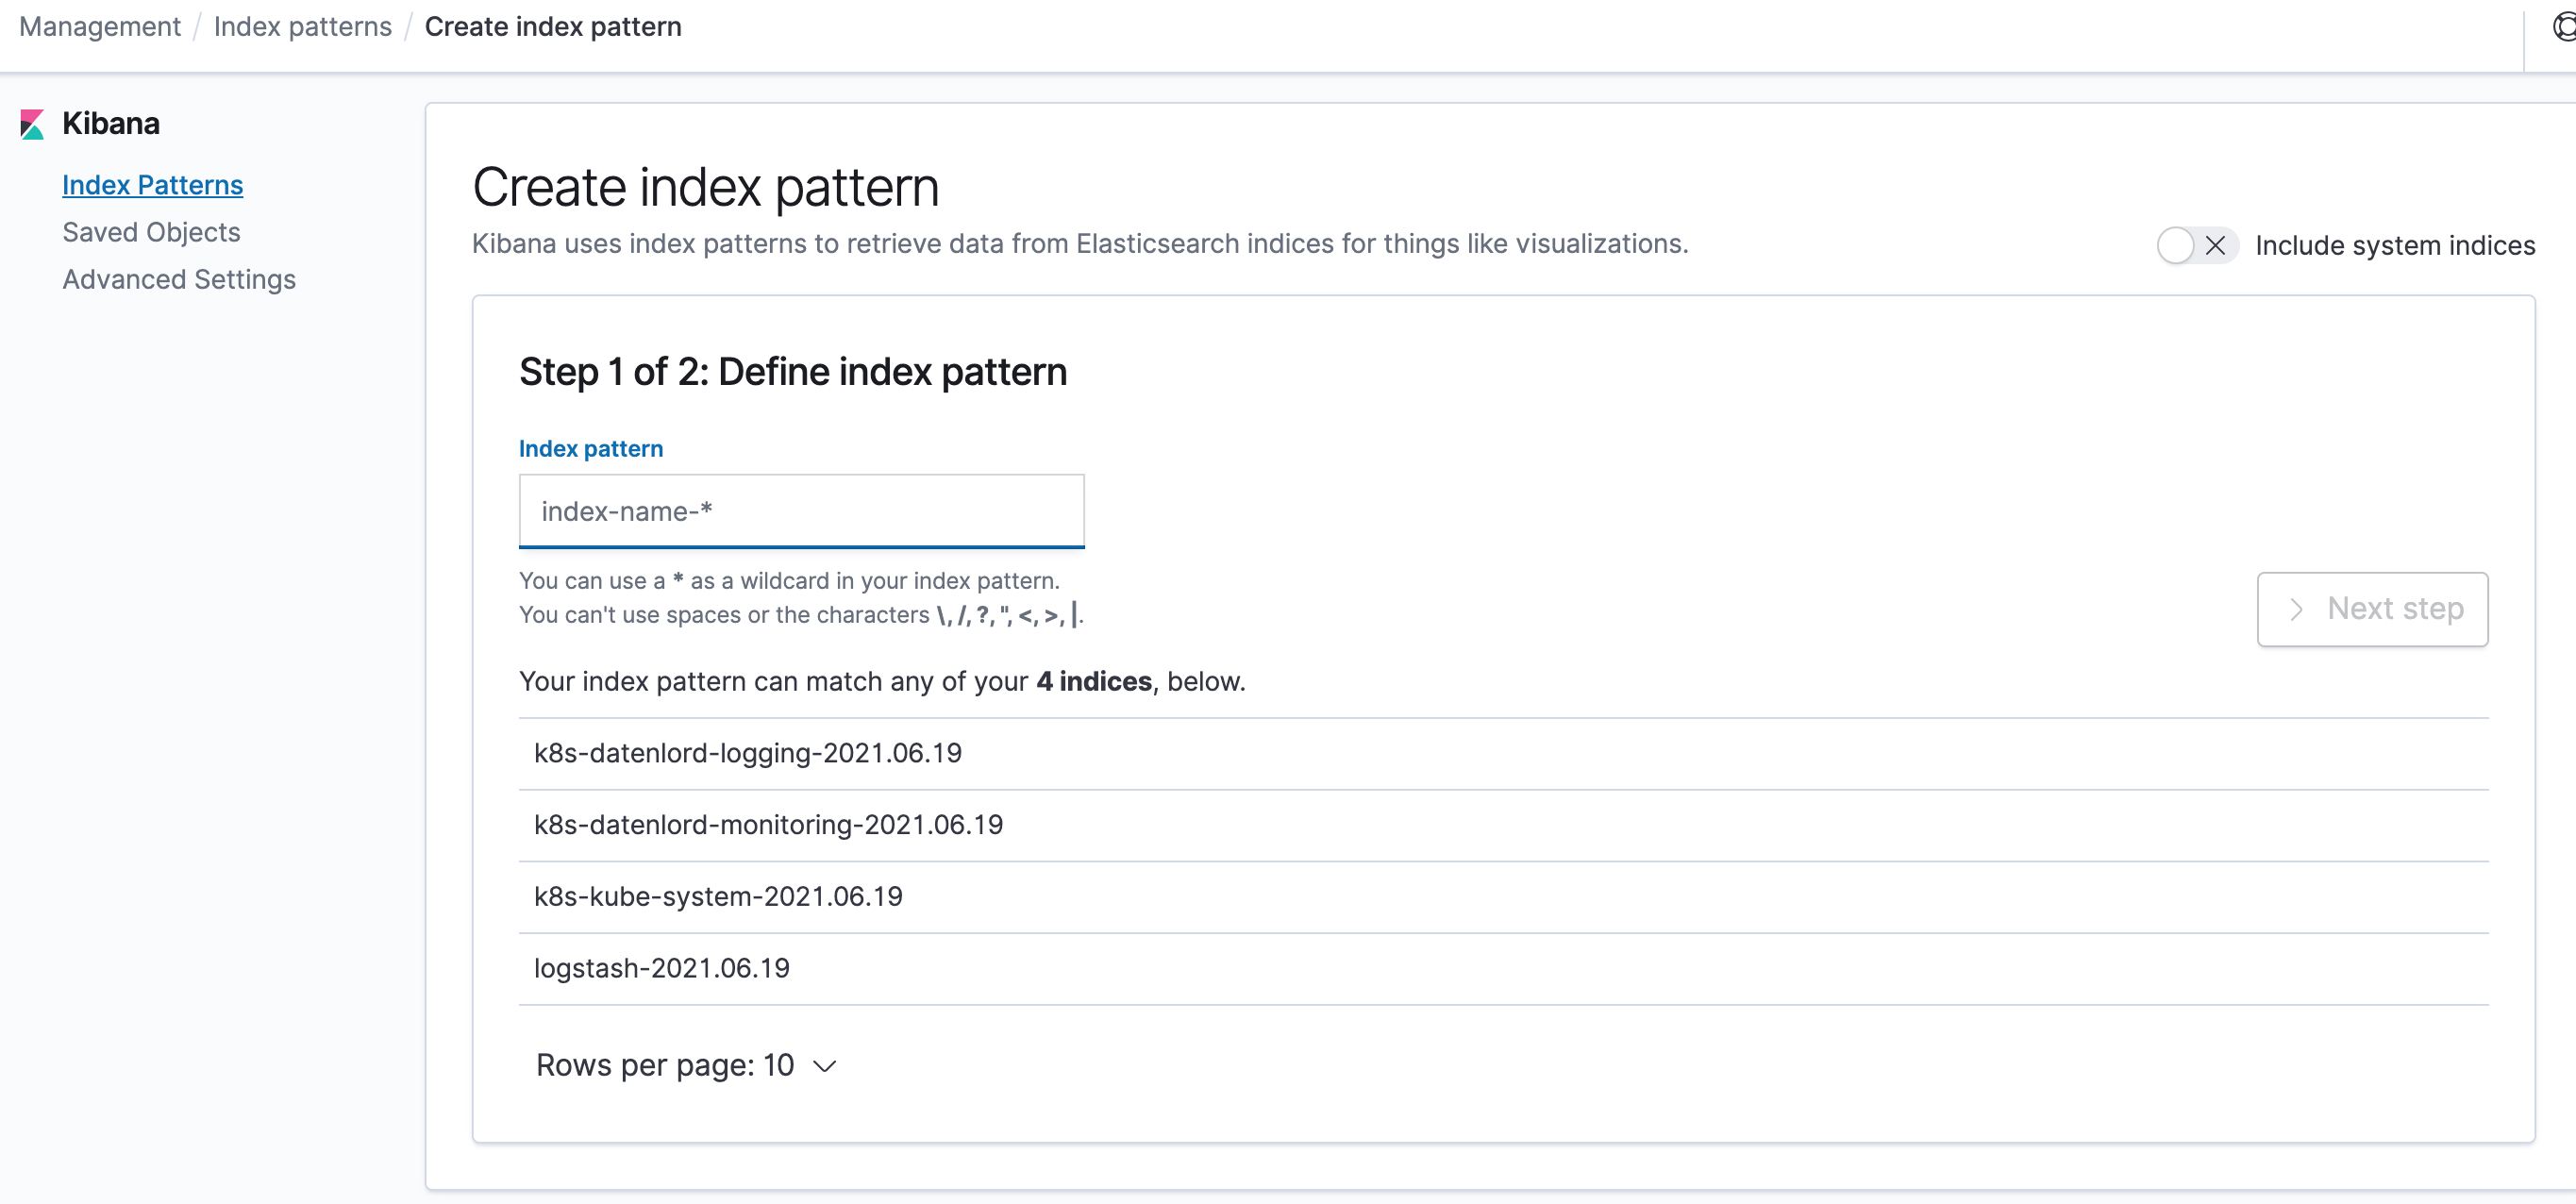 Management / Index patterns / Create index pattern
Kibana
Index Patterns
Saved Objects
Advanced Settings
Create index pattern
Kibana uses index patterns to retrieve data from Elasticsearch indices for things like visualizations.
Include system indices
Step 1 of 2: Define index pattern
Index pattern
index-name-*
You can use a * as a wildcard in your index pattern.
You can't use spaces or the characters \, /, ?, ", <, >, |.
Next step
Your index pattern can match any of your 4 indices, below.
k8s-datenlord-logging-2021.06.19
k8s-datenlord-monitoring-2021.06.19
k8s-kube-system-2021.06.19
logstash-2021.06.19
Rows per page: 10